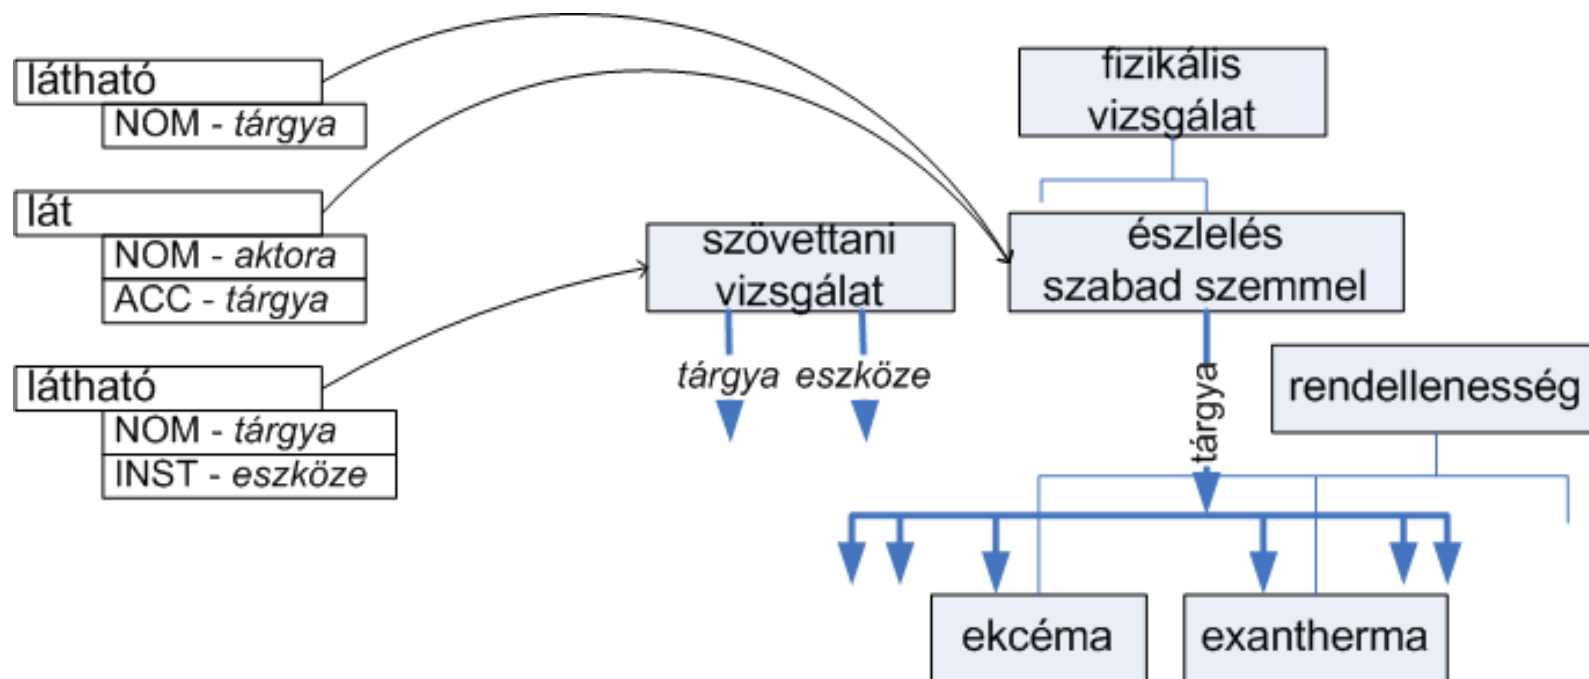 látható
NOM - tárgya
lát
NOM - aktora
ACC - tárgya
látható
NOM - tárgya
INST - eszköze
szövettani
vizsgálat
tárgya eszköze
fizikális
vizsgálat
észlelés
szabad szemmel
tárgya
rendellenesség
ekcéma
exantherma